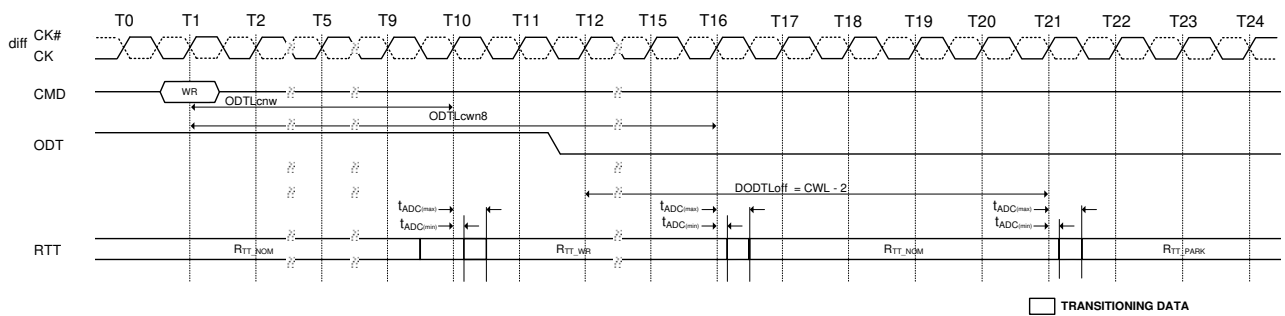 T0 T1 T2 T5 T9 T10 T11 T12 T15 T16 T17 T18 T19 T20 T21 T22 T23 T24
diff CK#
CK
CMD WR
ODTLcnw
ODTLcwn8
ODT
DODTLoff = CWL - 2
tADC(max) tADC(max) tADC(max)
tADC(min) tADC(min) tADC(min)
RTT RTT_NOM RTT_WR RTT_NOM RTT_PARK
TRANSITIONING DATA